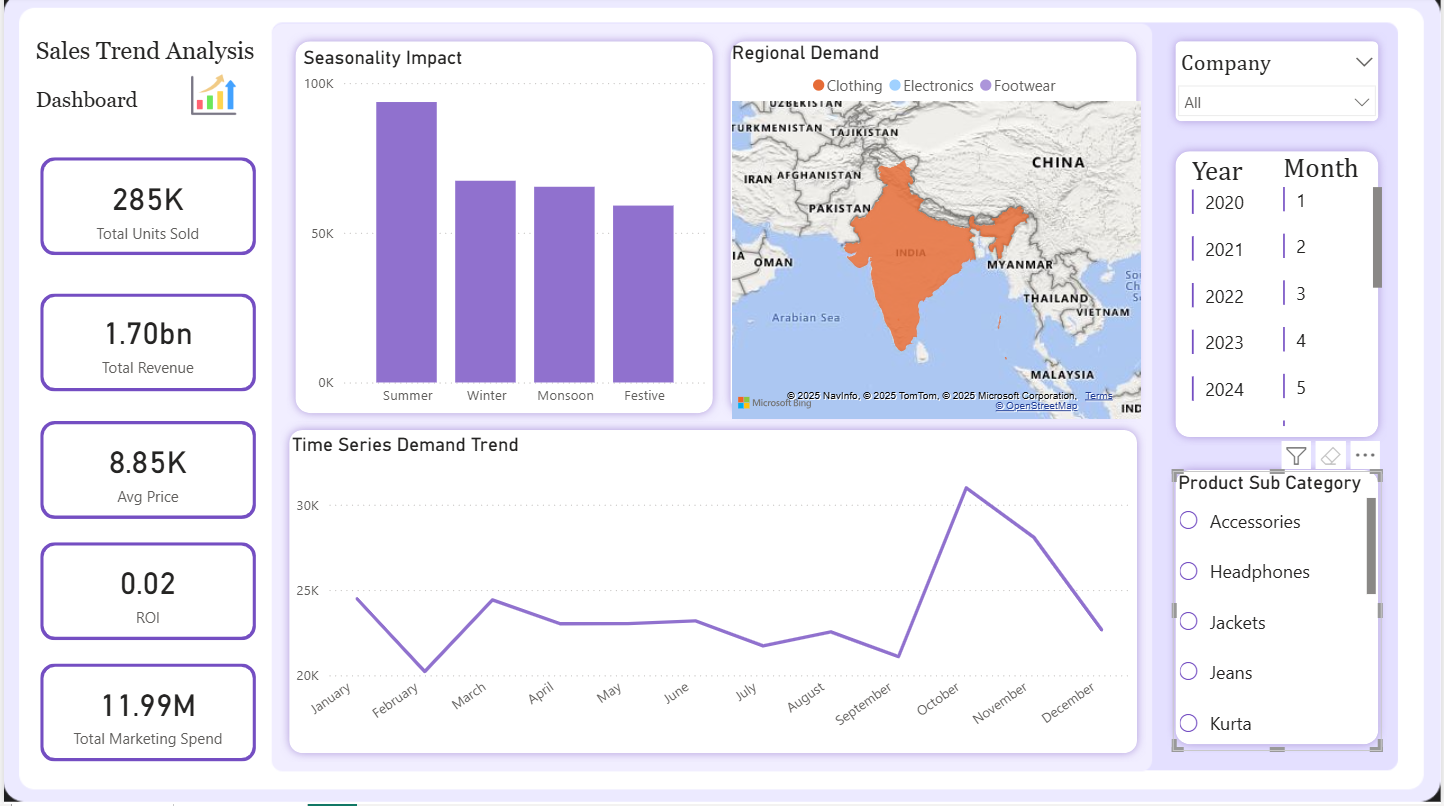 Sales Trend Analysis
Dashboard
285K
Total Units Sold
1.70bn
Total Revenue
8.85K
Avg Price
0.02
ROI
11.99M
Total Marketing Spend
Seasonality Impact
100K
50K
0K
Summer Winter Monsoon Festive
Regional Demand
Clothing Electronics Footwear
UZBEKISTAN
TURKMENISTAN TAJIKISTAN
CHINA
IRAN AFGHANISTAN
PAKISTAN
OMAN
INDIA
MYANMAR
THAILAND
VIETNAM
Arabian Sea
MALAYSIA
Microsoft Bing
© 2025 NavInfo, © 2025 TomTom, © 2025 Microsoft Corporation, Terms
© OpenStreetMap
IND
Time Series Demand Trend
30K
25K
20K
January February March April May June July August September October November December
Company
All
Year Month
2020 1
2021 2
2022 3
2023 4
2024 5
Product Sub Category
Accessories
Headphones
Jackets
Jeans
Kurta